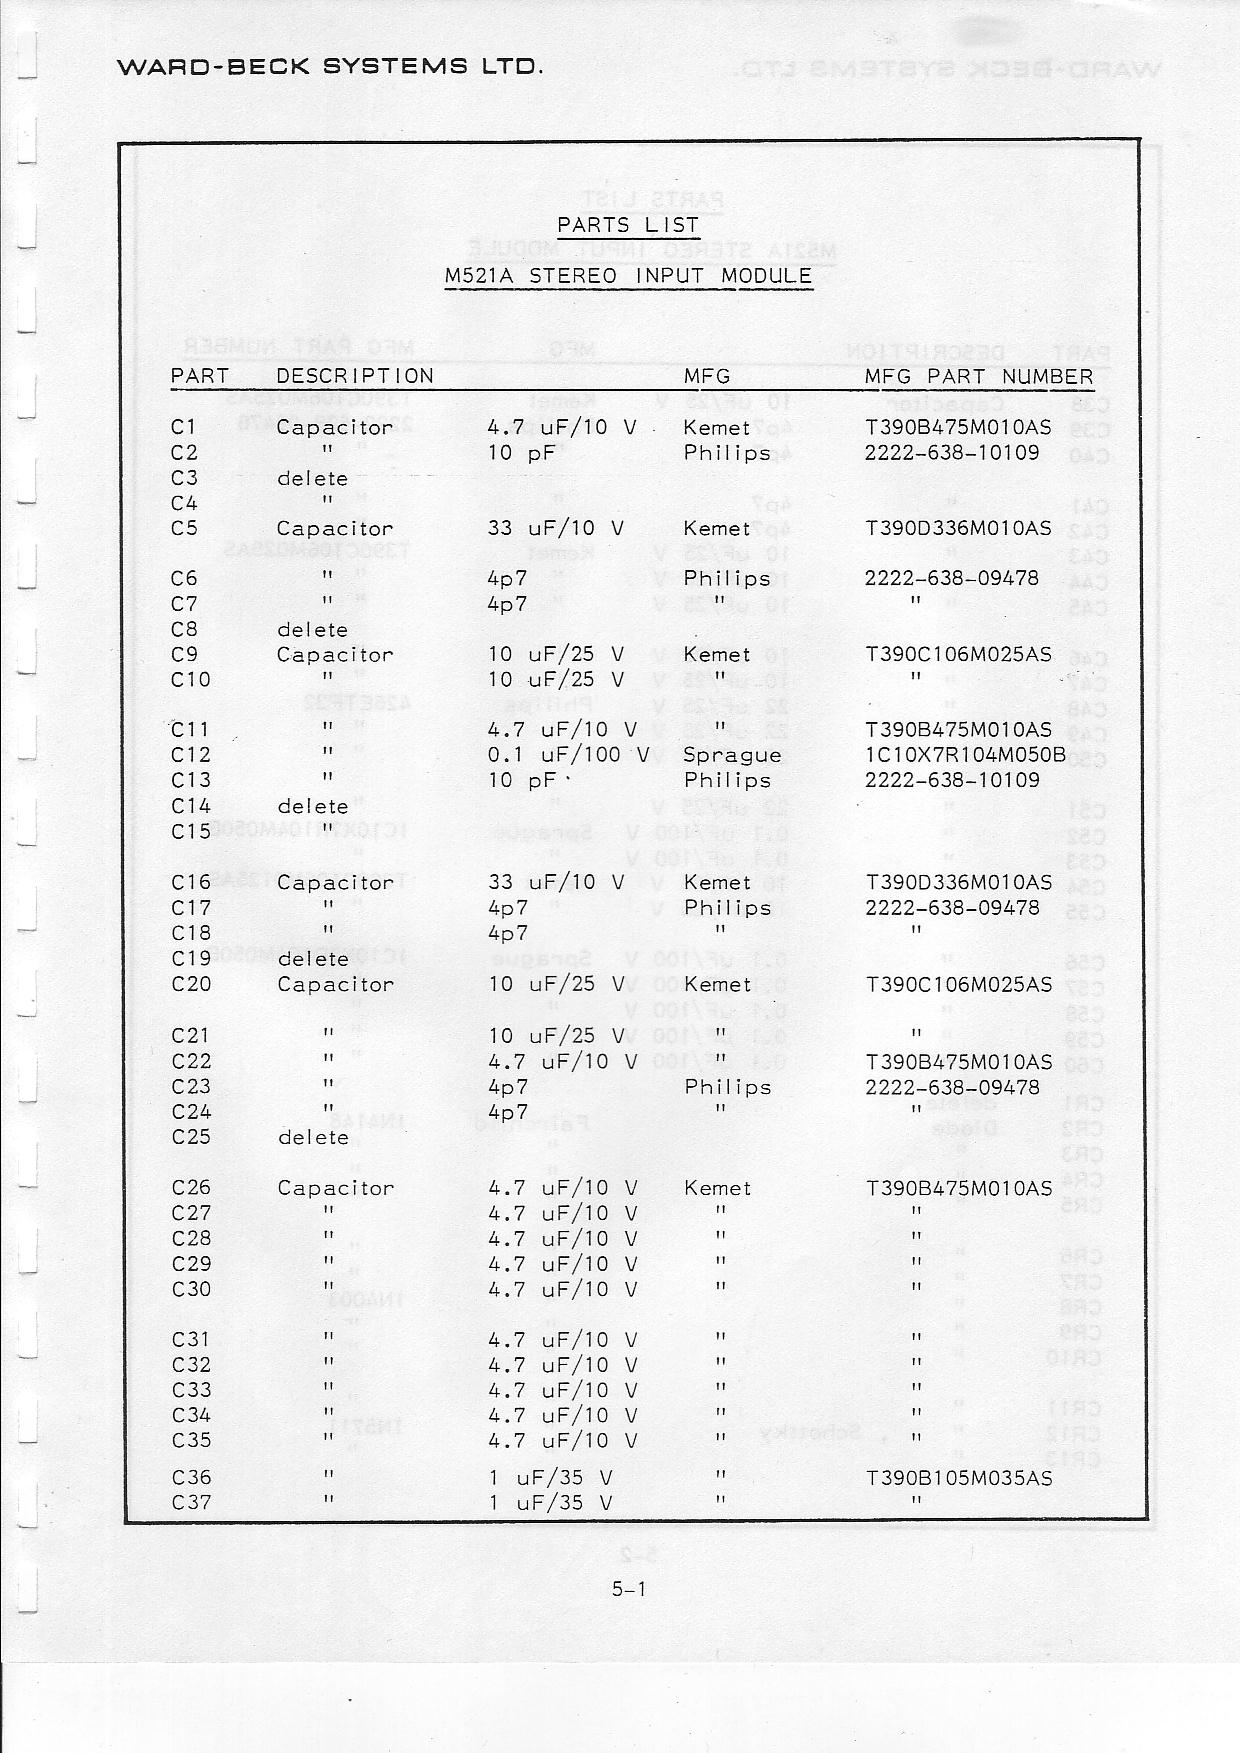 WARD-BECK SYSTEMS LTD.
PARTS LIST
M521A STEREO INPUT MODULE
PART DESCRIPTION MFG MFG PART NUMBER
C1 Capacitor 4.7 uF/10 V Kemet T390B475M010AS
C2 " 10 pF Philips 2222-638-10109
C3 delete
C4 "
C5 Capacitor 33 uF/10 V Kemet T390D336M010AS
C6 " 4p7 Philips 2222-638-09478
C7 " 4p7 " "
C8 delete
C9 Capacitor 10 uF/25 V Kemet T390C106M025AS
C10 " 10 uF/25 V " "
C11 " 4.7 uF/10 V " T390B475M010AS
C12 " 0.1 uF/100 V Sprague 1C10X7R104M050B
C13 " 10 pF Philips 2222-638-10109
C14 delete
C15 "
C16 Capacitor 33 uF/10 V Kemet T390D336M010AS
C17 " 4p7 Philips 2222-638-09478
C18 " 4p7 " "
C19 delete
C20 Capacitor 10 uF/25 V Kemet T390C106M025AS
C21 " 10 uF/25 V " "
C22 " 4.7 uF/10 V " T390B475M010AS
C23 " 4p7 Philips 2222-638-09478
C24 " 4p7 " "
C25 delete
C26 Capacitor 4.7 uF/10 V Kemet T390B475M010AS
C27 " 4.7 uF/10 V " "
C28 " 4.7 uF/10 V " "
C29 " 4.7 uF/10 V " "
C30 " 4.7 uF/10 V " "
C31 " 4.7 uF/10 V " "
C32 " 4.7 uF/10 V " "
C33 " 4.7 uF/10 V " "
C34 " 4.7 uF/10 V " "
C35 " 4.7 uF/10 V " "
C36 " 1 uF/35 V " T390B105M035AS
C37 " 1 uF/35 V " "
5-1